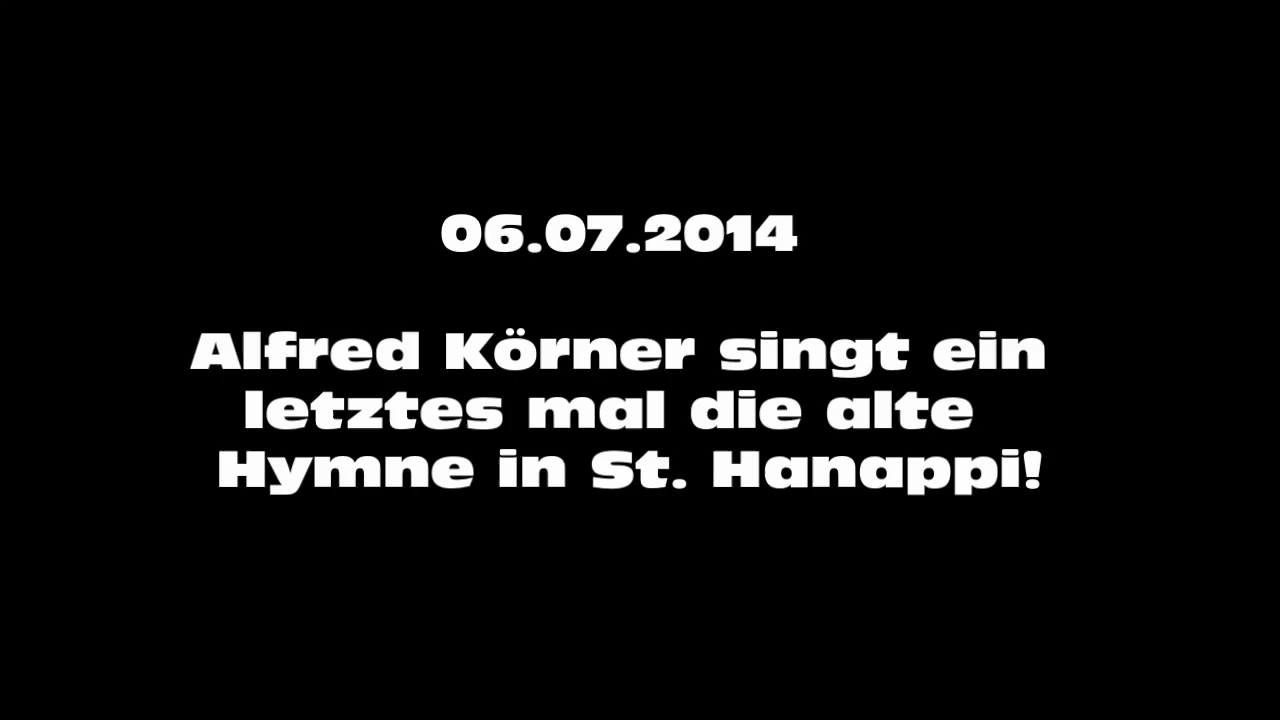 06.07.2014
Alfred Körner singt ein
letztes mal die alte
Hymne in St. Hanappi!